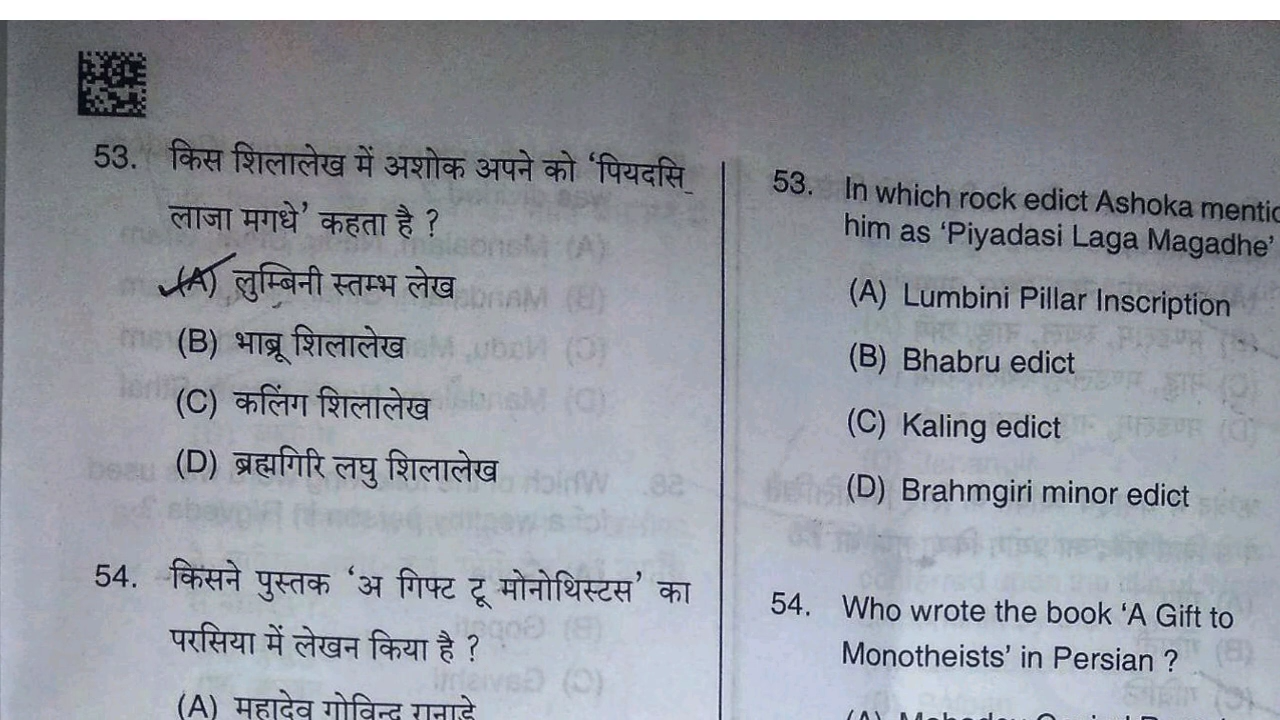 53. किस शिलालेख में अशोक अपने को ‘पियदसि
लाजा मगधे’ कहता है ?
(A) लुम्बिनी स्तम्भ लेख
(B) भाब्रू शिलालेख
(C) कलिंग शिलालेख
(D) ब्रह्मगिरि लघु शिलालेख
54. किसने पुस्तक ‘अ गिफ्ट टू मोनोथिस्टस’ का
परसिया में लेखन किया है ?
(A) महादेव गोविन्द रानाडे
53. In which rock edict Ashoka mentio
him as ‘Piyadasi Laga Magadhe’
(A) Lumbini Pillar Inscription
(B) Bhabru edict
(C) Kaling edict
(D) Brahmgiri minor edict
54. Who wrote the book ‘A Gift to
Monotheists’ in Persian ?
(A) Mahadev Govind